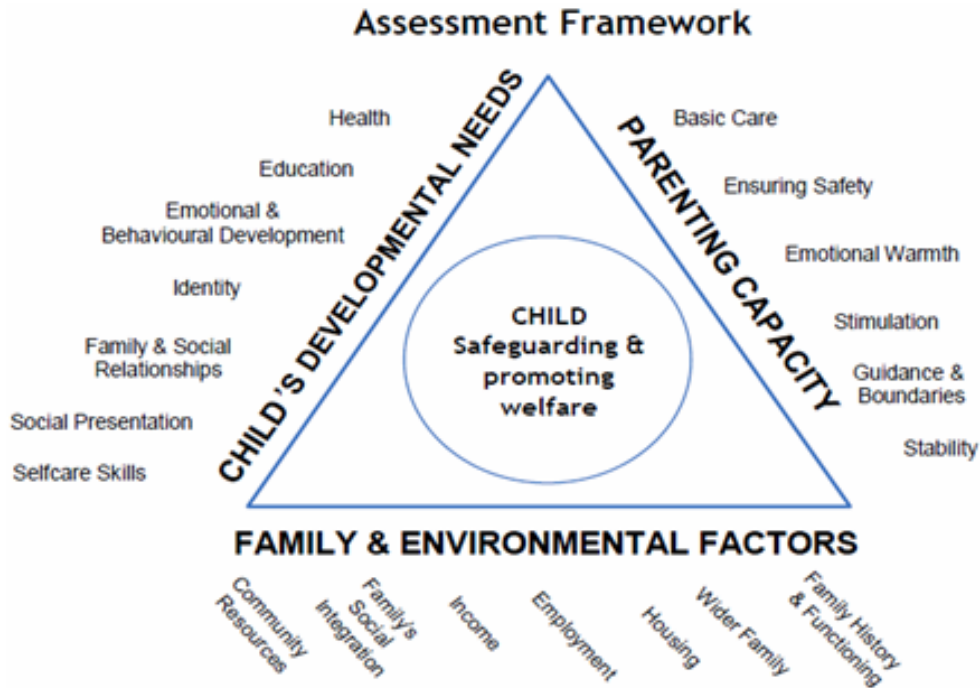 Assessment Framework
CHILD'S DEVELOPMENTAL NEEDS
Health
Education
Emotional &
Behavioural Development
Identity
Family & Social
Relationships
Social Presentation
Selfcare Skills
PARENTING CAPACITY
Basic Care
Ensuring Safety
Emotional Warmth
Stimulation
Guidance &
Boundaries
Stability
CHILD
Safeguarding &
promoting
welfare
FAMILY & ENVIRONMENTAL FACTORS
Community
Resources
Family's
Social
Integration
Income
Employment
Housing
Wider Family
Family History
& Functioning